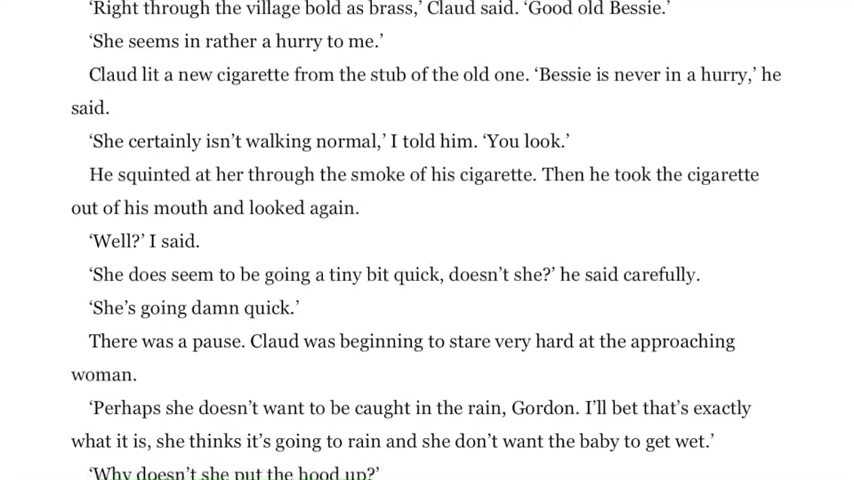 ‘Right through the village bold as brass,’ Claud said. ‘Good old Bessie.’
‘She seems in rather a hurry to me.’
Claud lit a new cigarette from the stub of the old one. ‘Bessie is never in a hurry,’ he
said.
‘She certainly isn’t walking normal,’ I told him. ‘You look.’
He squinted at her through the smoke of his cigarette. Then he took the cigarette
out of his mouth and looked again.
‘Well?’ I said.
‘She does seem to be going a tiny bit quick, doesn’t she?’ he said carefully.
‘She’s going damn quick.’
There was a pause. Claud was beginning to stare very hard at the approaching
woman.
‘Perhaps she doesn’t want to be caught in the rain, Gordon. I’ll bet that’s exactly
what it is, she thinks it’s going to rain and she don’t want the baby to get wet.’
‘Why doesn’t she put the hood up?’